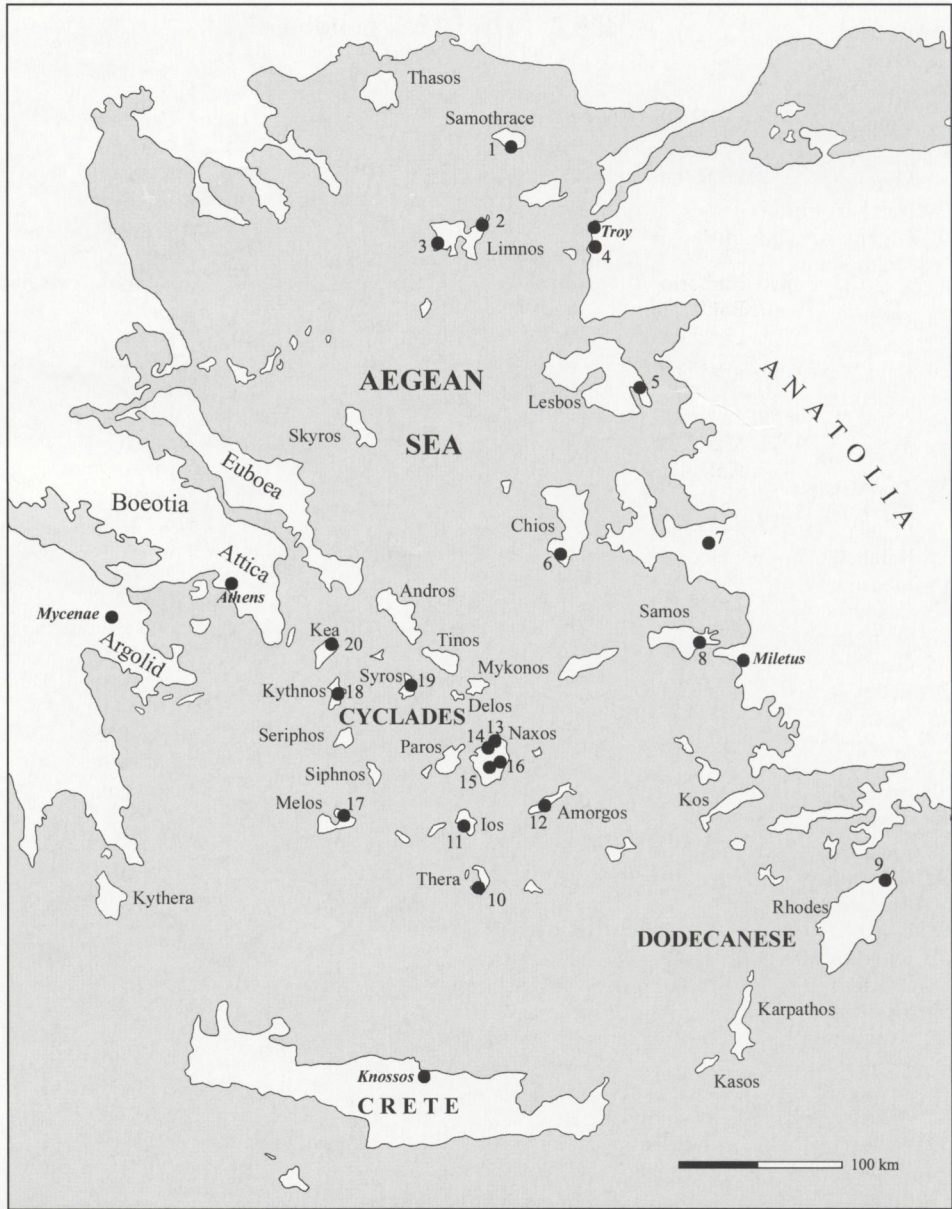 Thasos
Samothrace
1
2
3
Limnos
Troy
4
AEGEAN
SEA
ANATOLIA
5
Lesbos
Skyros
Euboea
Boeotia
Chios
6
7
Attica
Athens
Mycenae
Argolid
Andros
Samos
8
Miletus
Kea
20
Tinos
Mykonos
Syros
19
Kythnos
18
Delos
CYCLADES
13
14
Naxos
Seriphos
Paros
15
16
Siphnos
Melos
17
12
Amorgos
Kos
11
Ios
Thera
10
9
Kythera
Rhodes
DODECANESE
Karpathos
Kasos
Knossos
CRETE
100 km